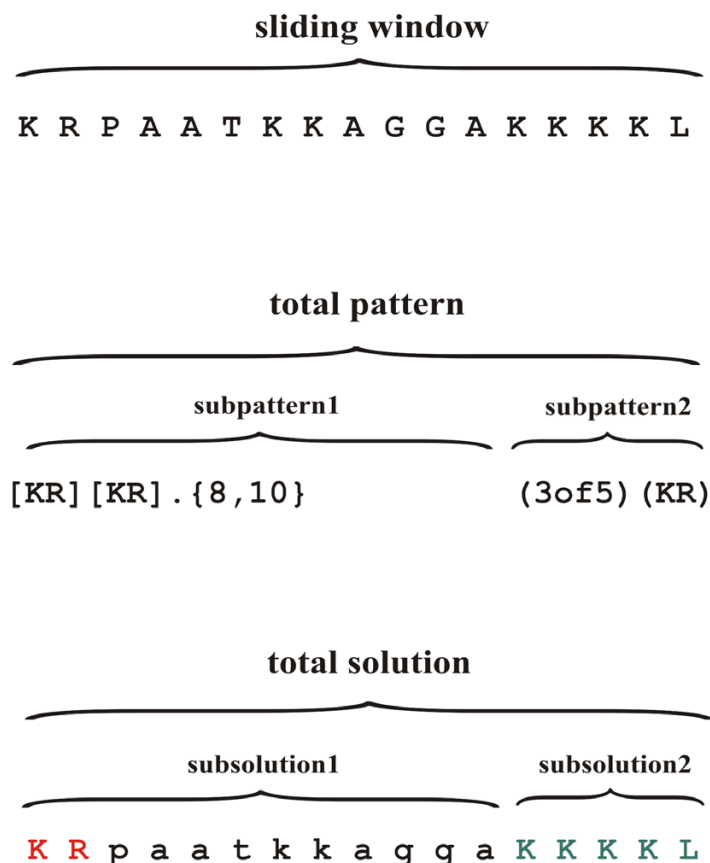 sliding window
K R P A A T K K A G G A K K K K L
total pattern
subpattern1 subpattern2
[KR][KR].{8,10} (3of5)(KR)
total solution
subsolution1 subsolution2
K R p a a t k k a g g a K K K K L